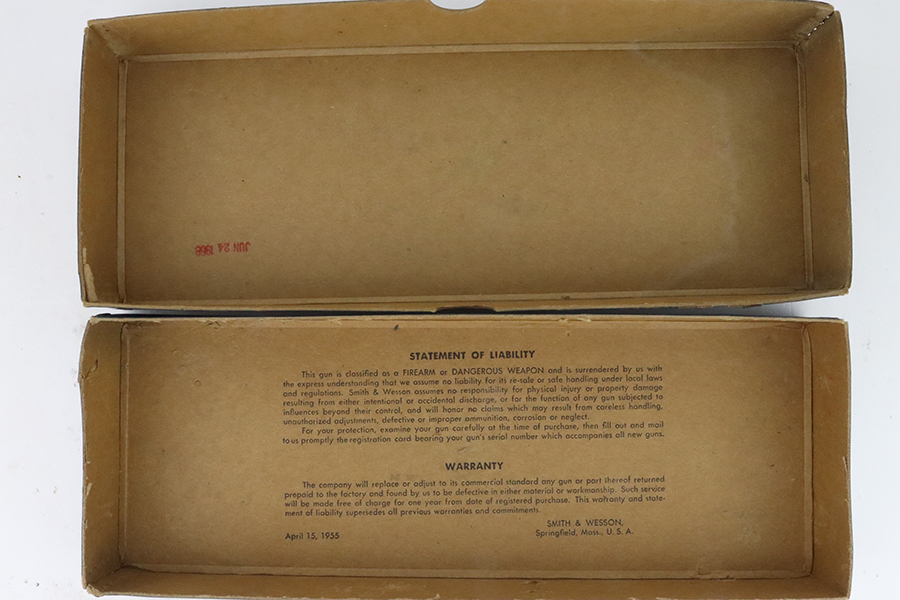 JUN 24 1968
STATEMENT OF LIABILITY
This gun is classified as a FIREARM or DANGEROUS WEAPON and is surrendered by us with
the express understanding that we assume no liability for its re-sale or safe handling under local laws
and regulations. Smith & Wesson assumes no responsibility for physical injury or property damage
resulting from either intentional or accidental discharge, or for the function of any gun subjected to
influences beyond their control, and will honor no claims which may result from careless handling,
unauthorized adjustments, defective or improper ammunition, corrosion or neglect.
For your protection, examine your gun carefully at the time of purchase, then fill out and mail
to us promptly the registration card bearing your gun's serial number which accompanies all new guns.
WARRANTY
The company will replace or adjust to its commercial standard any gun or part thereof returned
prepaid to the factory and found by us to be defective in either material or workmanship. Such service
will be made free of charge for one year from date of registered purchase. This warranty and state-
ment of liability supersedes all previous warranties and commitments.
SMITH & WESSON,
April 15, 1955 Springfield, Mass., U. S. A.